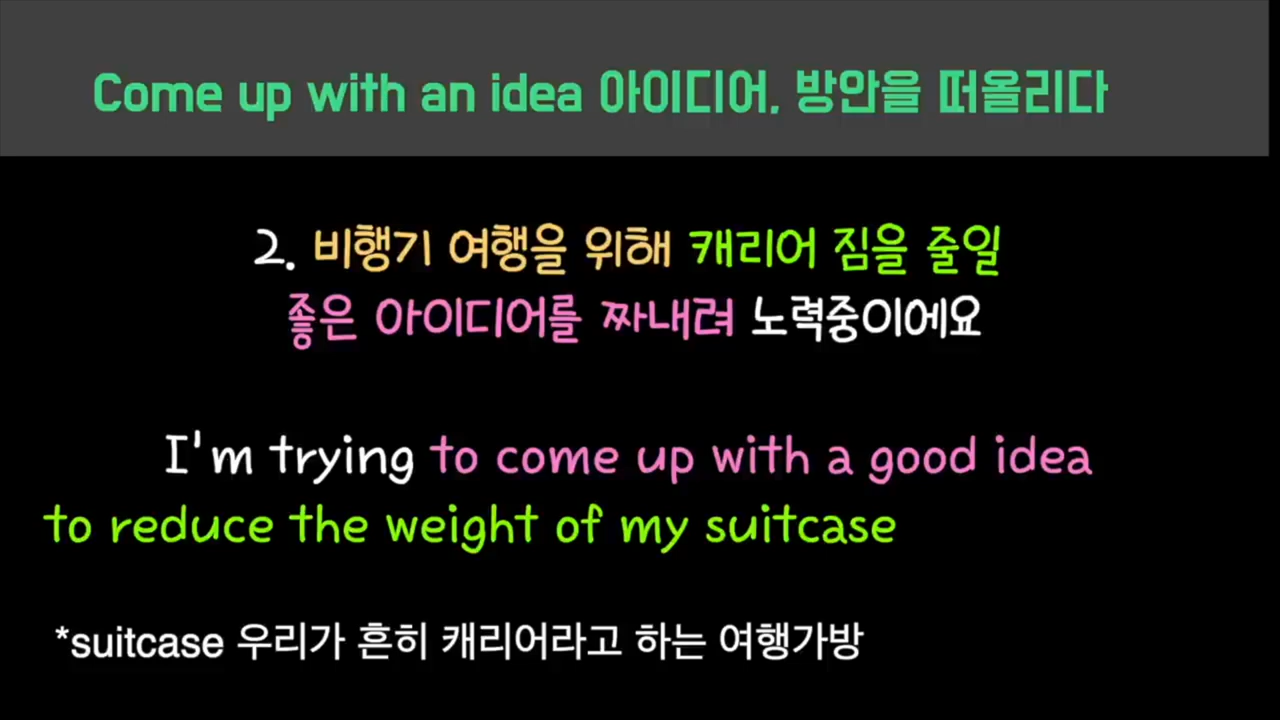 Come up with an idea 아이디어, 방안을 떠올리다
2. 비행기 여행을 위해 캐리어 짐을 줄일
좋은 아이디어를 짜내려 노력중이에요
I'm trying to come up with a good idea
to reduce the weight of my suitcase
*suitcase 우리가 흔히 캐리어라고 하는 여행가방